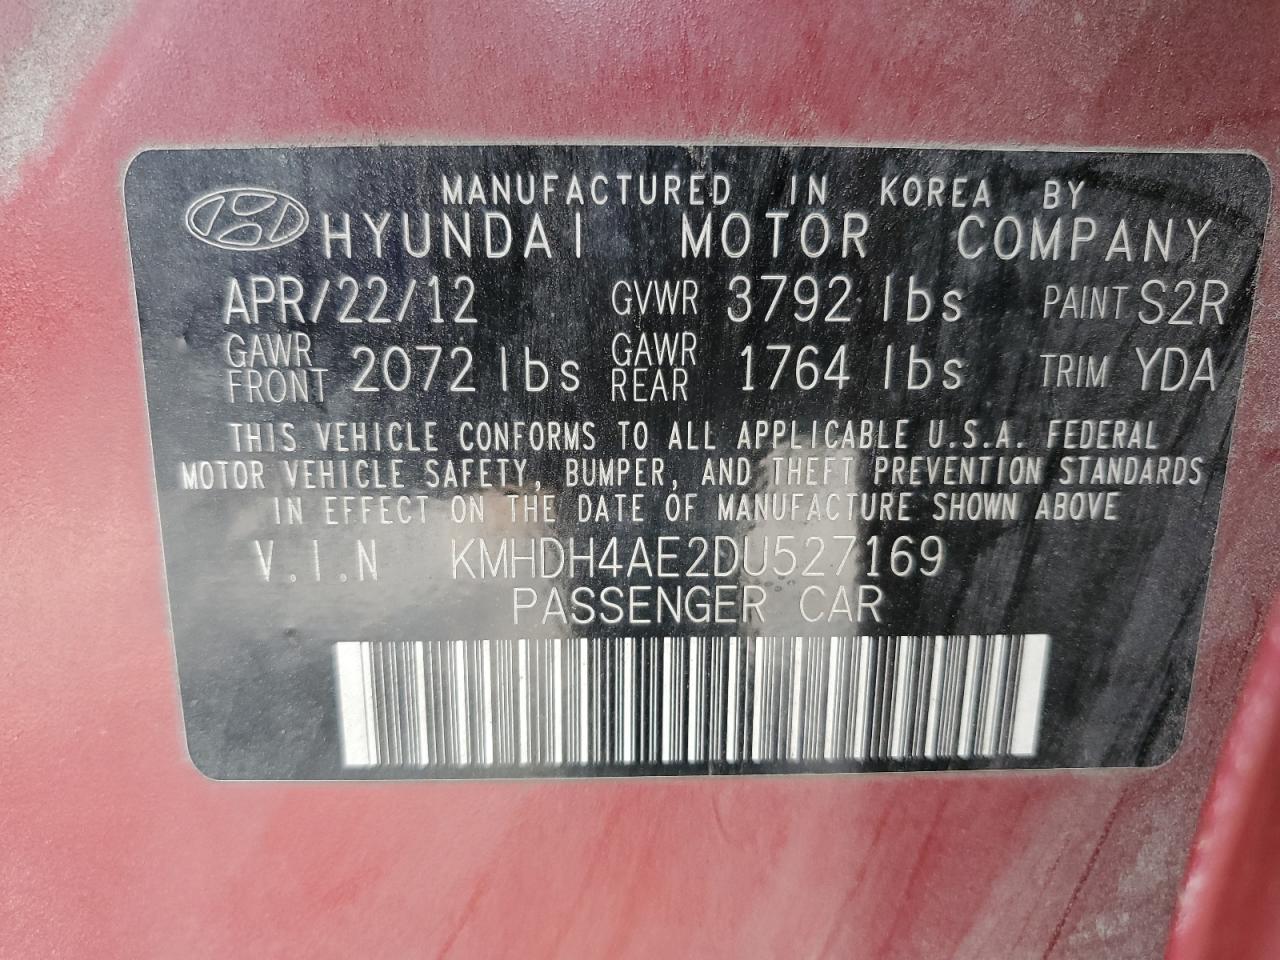 MANUFACTURED IN KOREA BY
HYUNDAI MOTOR COMPANY
APR/22/12 GVWR 3792 lbs PAINT S2R
GAWR FRONT 2072 lbs GAWR REAR 1764 lbs TRIM YDA
THIS VEHICLE CONFORMS TO ALL APPLICABLE U.S.A. FEDERAL
MOTOR VEHICLE SAFETY, BUMPER, AND THEFT PREVENTION STANDARDS
IN EFFECT ON THE DATE OF MANUFACTURE SHOWN ABOVE
V.I.N KMHDH4AE2DU527169
PASSENGER CAR